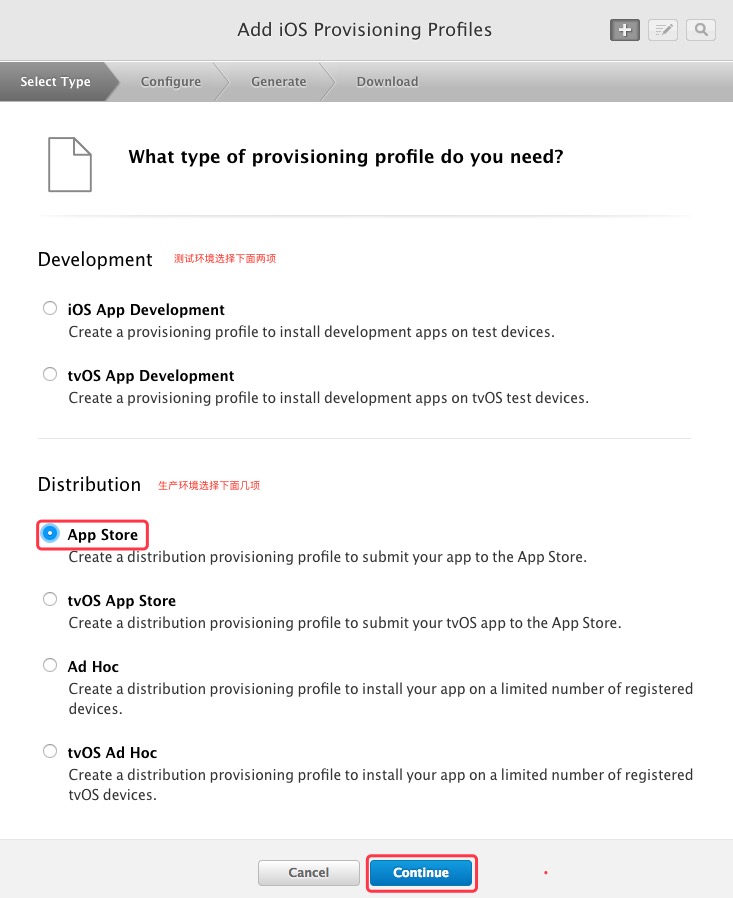 Add iOS Provisioning Profiles
Select Type
Configure
Generate
Download
What type of provisioning profile do you need?
Development 测试环境选择下面两项
iOS App Development
Create a provisioning profile to install development apps on test devices.
tvOS App Development
Create a provisioning profile to install development apps on tvOS test devices.
Distribution 生产环境选择下面几项
App Store
Create a distribution provisioning profile to submit your app to the App Store.
tvOS App Store
Create a distribution provisioning profile to submit your tvOS app to the App Store.
Ad Hoc
Create a distribution provisioning profile to install your app on a limited number of registered
devices.
tvOS Ad Hoc
Create a distribution provisioning profile to install your app on a limited number of registered
tvOS devices.
Cancel
Continue